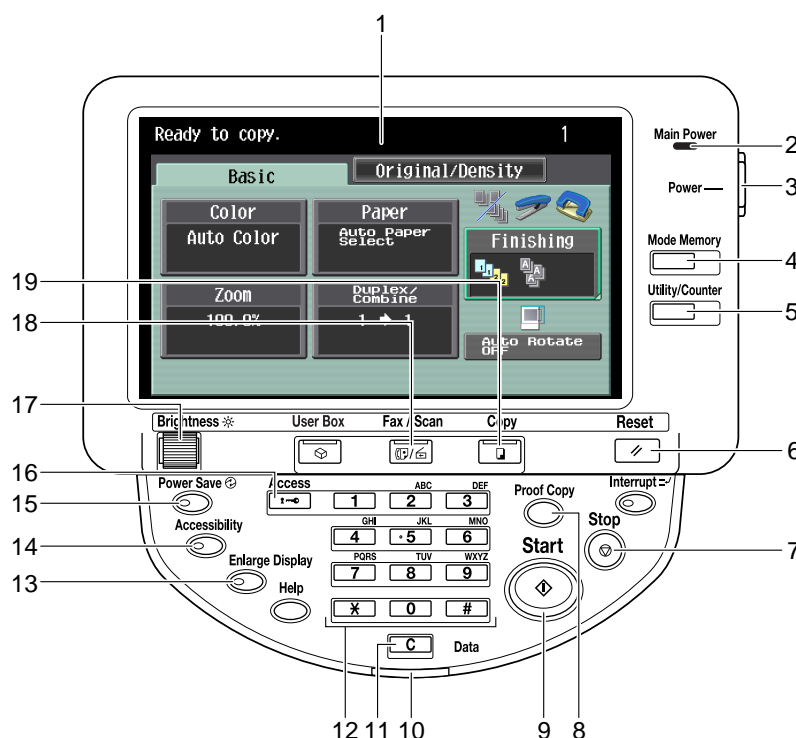 1
Ready to copy. 1
Main Power 2
Power 3
Basic Original/Density
Color Paper
Auto Color Auto Paper
Select
Finishing
Mode Memory
4
Zoom Duplex/
Combine
100.0% 1 → 1
Utility/Counter
5
Auto Rotate
OFF
19
18
17
Brightness User Box Fax / Scan Copy Reset
6
16
15
Power Save Access
ABC DEF
1 2 3
Proof Copy Interrupt
14
Accessibility
GHI JKL MNO
4 5 6
Stop
Start
7
13
Enlarge Display
PQRS TUV WXYZ
7 8 9
Help
* 0 #
C Data
12 11 10 9 8